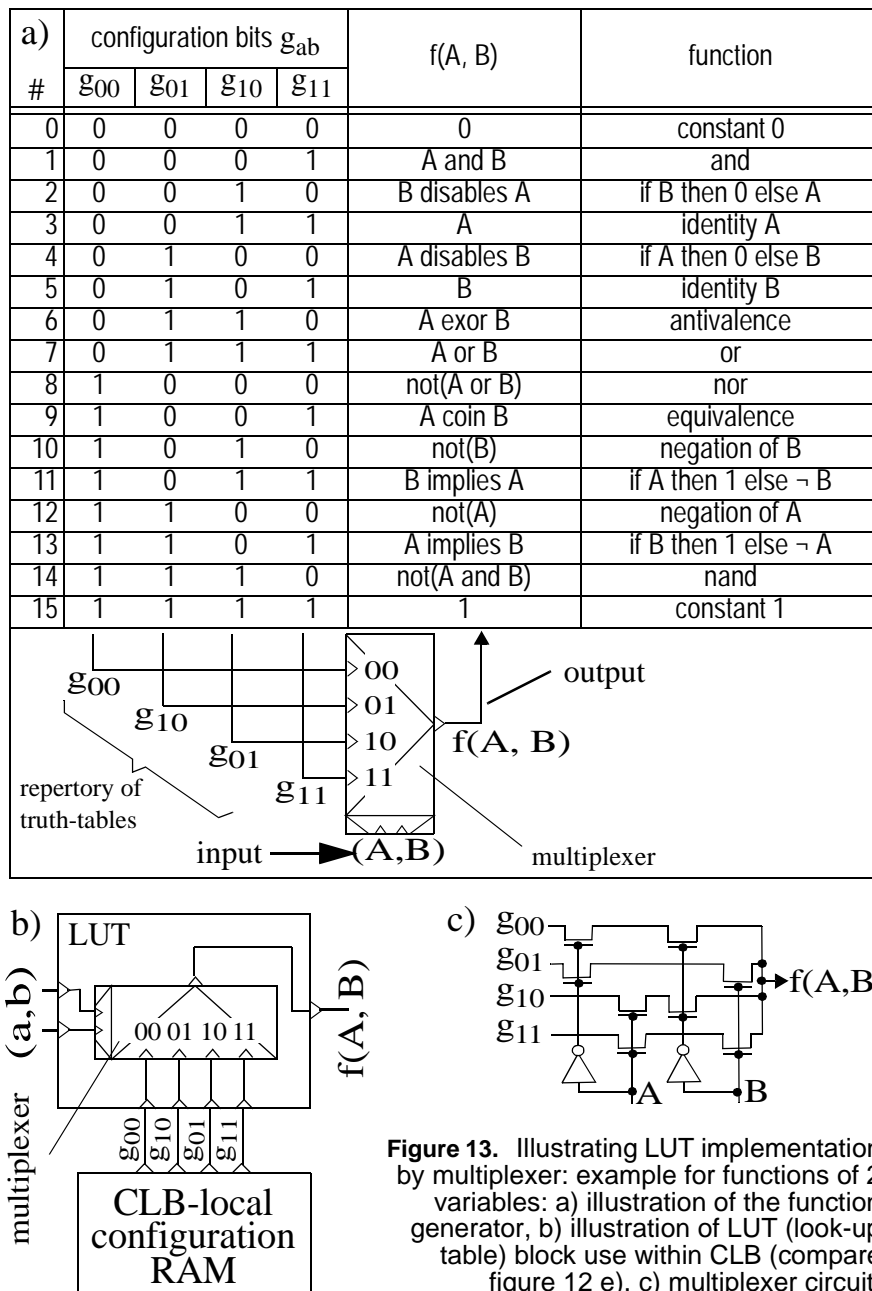 a) configuration bits gab f(A, B) function
# g00 g01 g10 g11
0 0 0 0 0 0 constant 0
1 0 0 0 1 A and B and
2 0 0 1 0 B disables A if B then 0 else A
3 0 0 1 1 A identity A
4 0 1 0 0 A disables B if A then 0 else B
5 0 1 0 1 B identity B
6 0 1 1 0 A exor B antivalence
7 0 1 1 1 A or B or
8 1 0 0 0 not(A or B) nor
9 1 0 0 1 A coin B equivalence
10 1 0 1 0 not(B) negation of B
11 1 0 1 1 B implies A if A then 1 else ¬ B
12 1 1 0 0 not(A) negation of A
13 1 1 0 1 A implies B if B then 1 else ¬ A
14 1 1 1 0 not(A and B) nand
15 1 1 1 1 1 constant 1
g00 00 output
g10 01
g01 10 f(A, B)
g11 11
repertory of
truth-tables
input (A,B) multiplexer
b) LUT
(a,b)
00 01 10 11
f(A, B)
multiplexer
g00 g10 g01 g11
CLB-local
configuration
RAM
c) g00
g01
g10
g11
f(A,B
A B
Figure 13. Illustrating LUT implementation
by multiplexer: example for functions of 2
variables: a) illustration of the function
generator, b) illustration of LUT (look-up
table) block use within CLB (compare
figure 12 e), c) multiplexer circuit